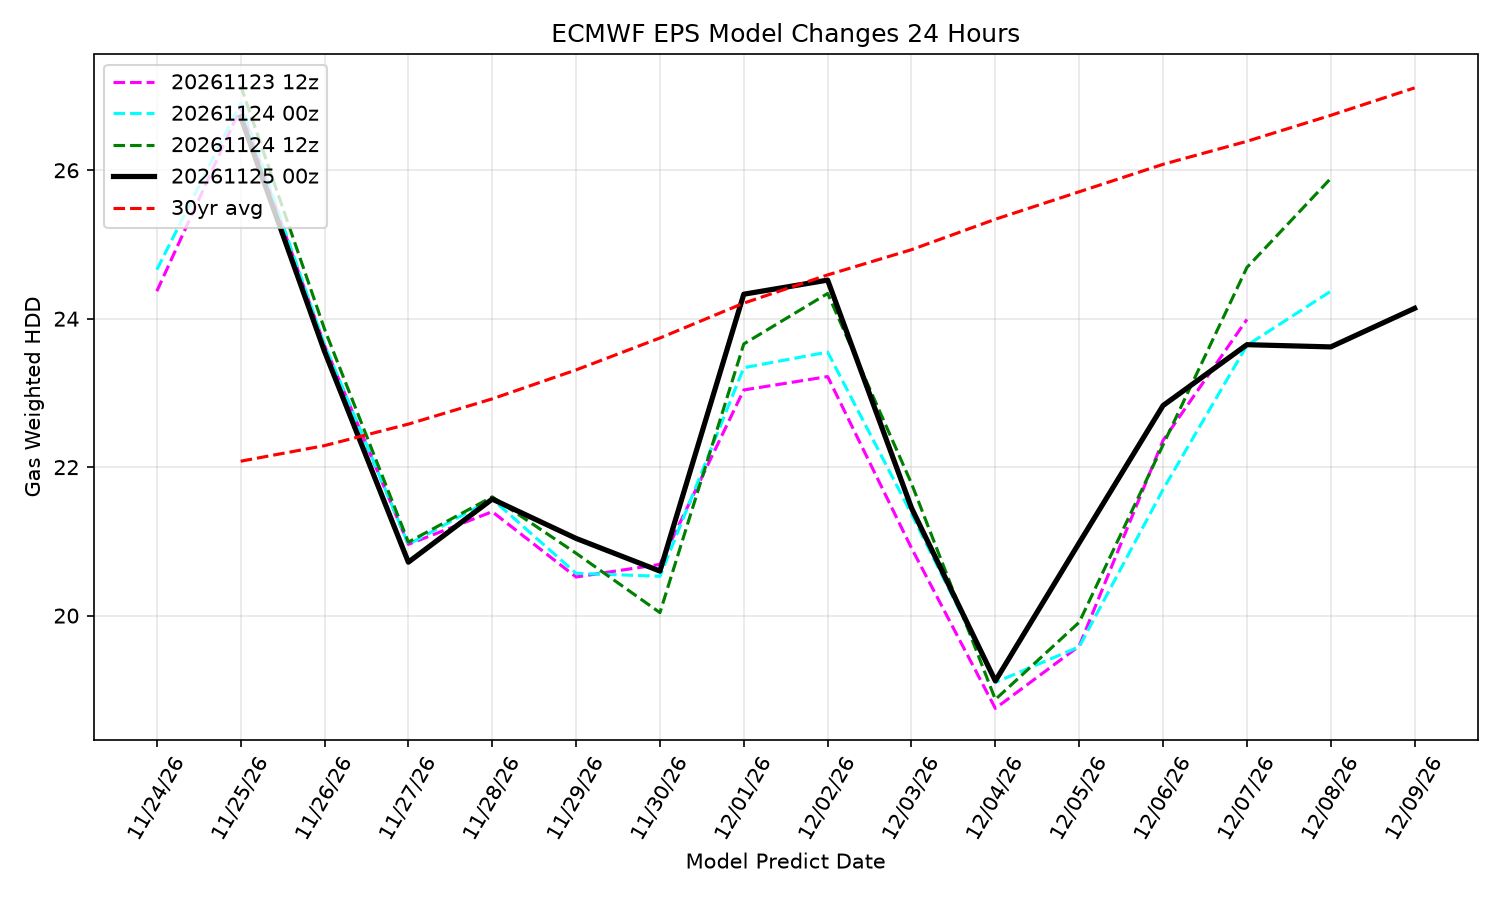 ECMWF EPS Model Changes 24 Hours
20261123 12z
20261124 00z
20261124 12z
20261125 00z
30yr avg
Gas Weighted HDD
26
24
22
20
11/24/26
11/25/26
11/26/26
11/27/26
11/28/26
11/29/26
11/30/26
12/01/26
12/02/26
12/03/26
12/04/26
12/05/26
12/06/26
12/07/26
12/08/26
12/09/26
Model Predict Date